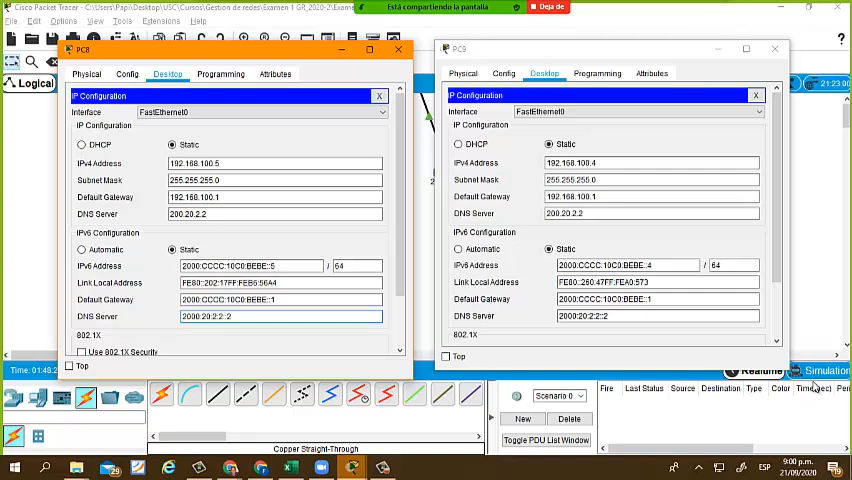 Cisco Packet Tracer - C:\Users\Papi\Desktop\USC\Cursos\Gestion de redes\Examen 1 GR_2020-2\Exame
Está compartiendo la pantalla
Deja de
File Edit Options View Tools Extensions
PC8
Physical Config Desktop Programming Attributes
IP Configuration X
Interface FastEthernet0
IP Configuration
DHCP Static
IPv4 Address 192.168.100.5
Subnet Mask 255.255.255.0
Default Gateway 192.168.100.1
DNS Server 200.20.2.2
IPv6 Configuration
Automatic Static
IPv6 Address 2000:CCCC:10C0:BEBE::5 / 64
Link Local Address FE80::202:17FF:FEB6:56A4
Default Gateway 2000:CCCC:10C0:BEBE::1
DNS Server 2000:20:2:2::2
802.1X
Use 802.1X Security
Top
PC9
Physical Config Desktop Programming Attributes
IP Configuration X
Interface FastEthernet0
IP Configuration
DHCP Static
IPv4 Address 192.168.100.4
Subnet Mask 255.255.255.0
Default Gateway 192.168.100.1
DNS Server 200.20.2.2
IPv6 Configuration
Automatic Static
IPv6 Address 2000:CCCC:10C0:BEBE::4 / 64
Link Local Address FE80::260:47FF:FEA0:573
Default Gateway 2000:CCCC:10C0:BEBE::1
DNS Server 2000:20:2:2::2
802.1X
Top
Logical
21:23:00
Time: 01:48:2
Realtime Simulation
Scenario 0
New Delete
Toggle PDU List Window
Fire Last Status Source Destination Type Color Time(sec) Peri
Copper Straight-Through
ESP
9:00 p.m.
21/09/2020